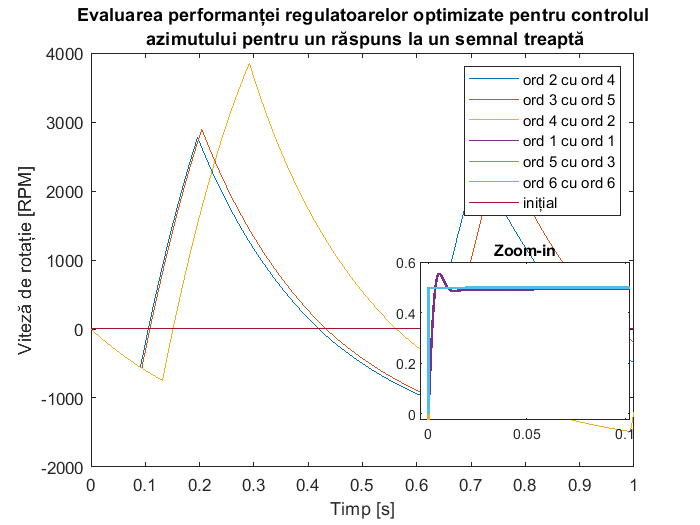 Evaluarea performanței regulatoarelor optimizate pentru controlul
azimutului pentru un răspuns la un semnal treaptă
4000
3000
2000
1000
0
-1000
-2000
Viteză de rotație [RPM]
ord 2 cu ord 4
ord 3 cu ord 5
ord 4 cu ord 2
ord 1 cu ord 1
ord 5 cu ord 3
ord 6 cu ord 6
inițial
Zoom-in
0.6
0.4
0.2
0
0 0.05 0.1
0 0.1 0.2 0.3 0.4 0.5 0.6 0.7 0.8 0.9 1
Timp [s]